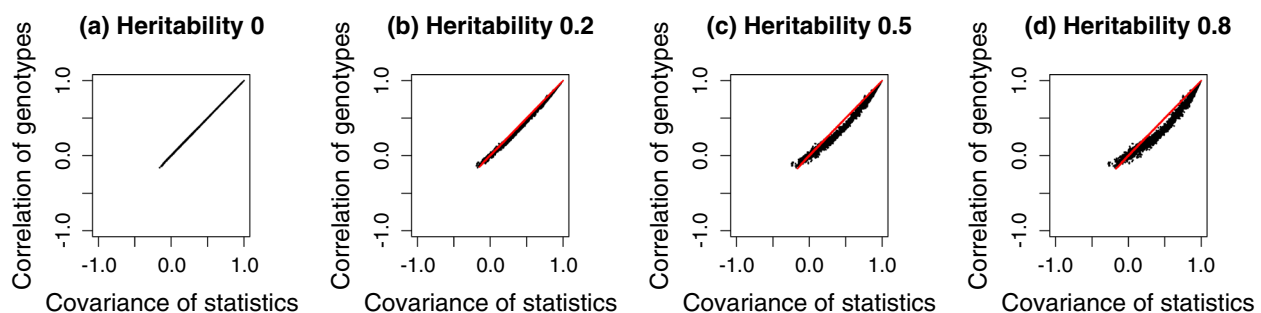 (a) Heritability 0
Correlation of genotypes
1.0
0.0
-1.0
-1.0 0.0 1.0
Covariance of statistics
(b) Heritability 0.2
Correlation of genotypes
1.0
0.0
-1.0
-1.0 0.0 1.0
Covariance of statistics
(c) Heritability 0.5
Correlation of genotypes
1.0
0.0
-1.0
-1.0 0.0 1.0
Covariance of statistics
(d) Heritability 0.8
Correlation of genotypes
1.0
0.0
-1.0
-1.0 0.0 1.0
Covariance of statistics